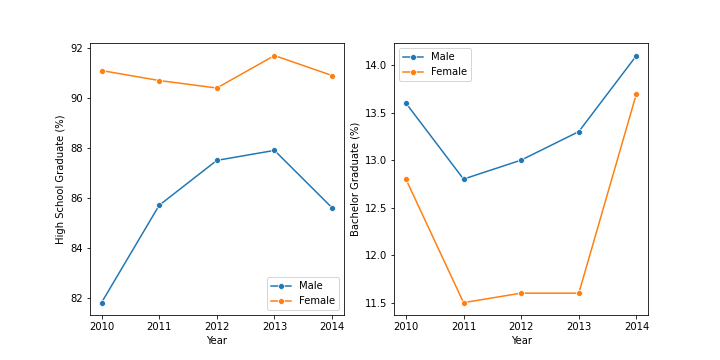 High School Graduate (%)
92
90
88
86
84
82
2010 2011 2012 2013 2014
Year
Male
Female
Bachelor Graduate (%)
14.0
13.5
13.0
12.5
12.0
11.5
2010 2011 2012 2013 2014
Year
Male
Female